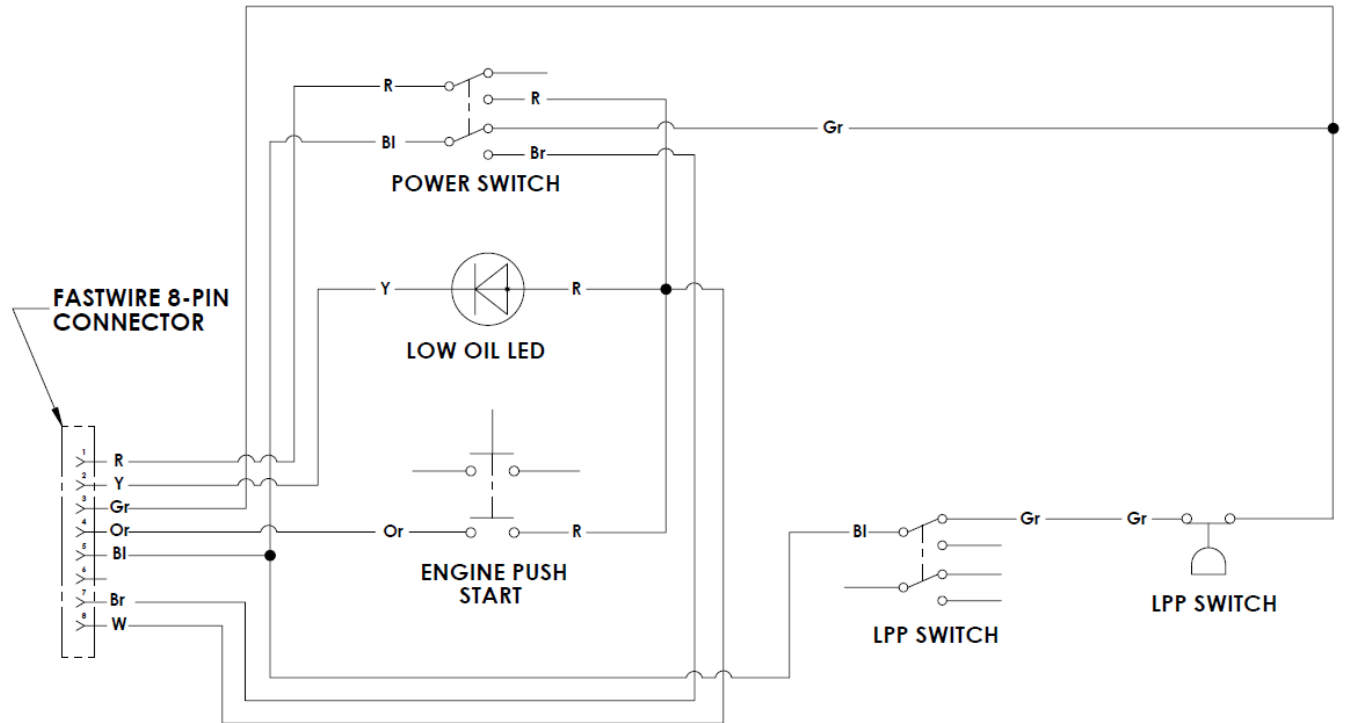 R
R
Gr
Bl
Br
POWER SWITCH
FASTWIRE 8-PIN
CONNECTOR
Y
R
LOW OIL LED
1
R
2
Y
3
Gr
4
Or
Or
R
5
Bl
6
7
Br
8
W
ENGINE PUSH
START
Bl
Gr
Gr
LPP SWITCH
LPP SWITCH